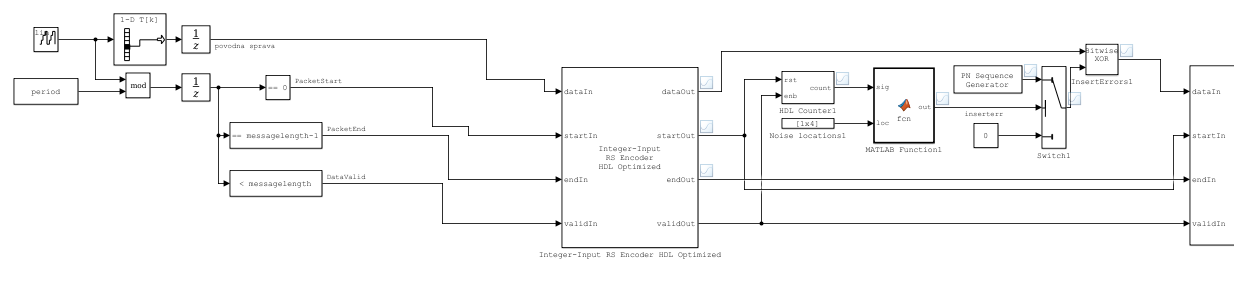 1-D T[k]
1
z
povodna sprava
period
mod
1
z
== 0
PacketStart
== messagelength-1
PacketEnd
< messagelength
DataValid
dataIn
startIn
endIn
validIn
Integer-Input
RS Encoder
HDL Optimized
dataOut
startOut
endOut
validOut
Integer-Input RS Encoder HDL Optimized
rst
enb
count
HDL Counter1
[1x4]
Noise locations1
sig
loc
fcn
out
MATLAB Function1
PN Sequence
Generator
inserterr
0
Switch1
Bitwise
XOR
InsertErrors1
dataIn
startIn
endIn
validIn